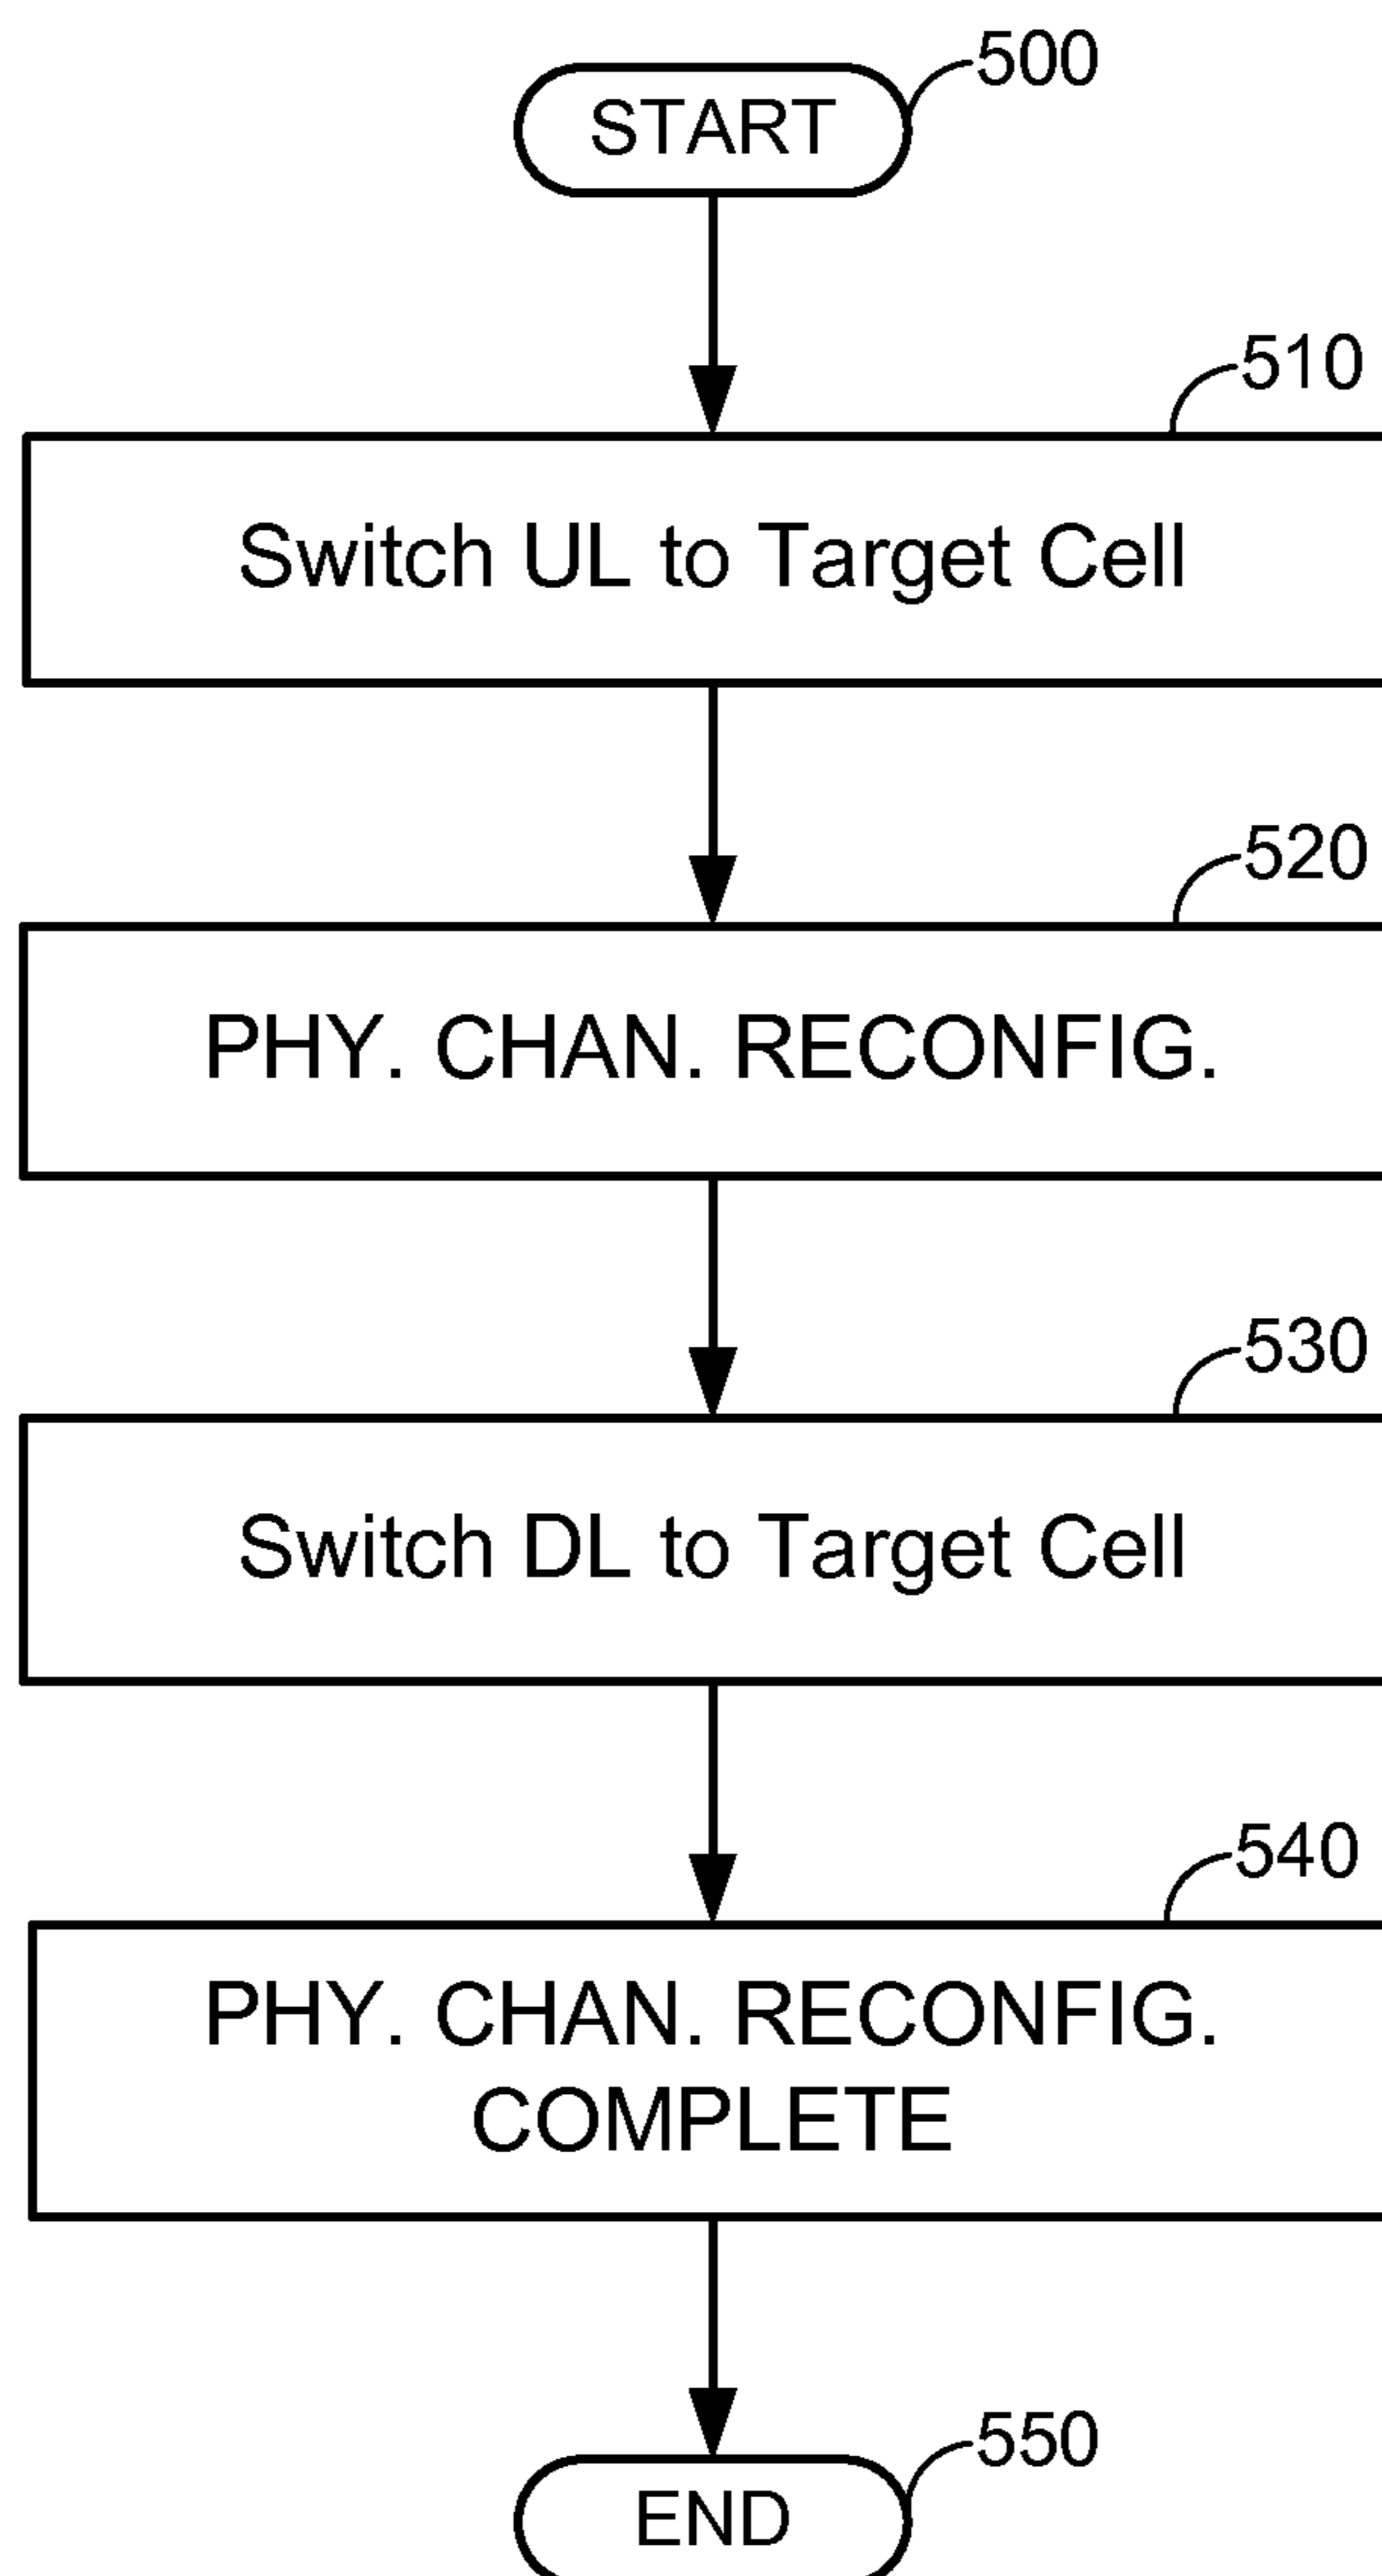 500
START
510
Switch UL to Target Cell
520
PHY. CHAN. RECONFIG.
530
Switch DL to Target Cell
540
PHY. CHAN. RECONFIG.
COMPLETE
550
END